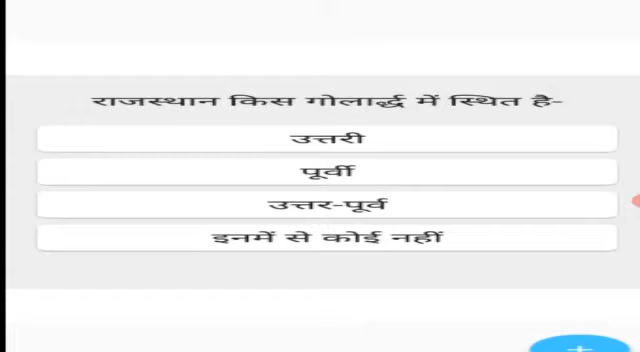 राजस्थान किस गोलार्द्ध में स्थित है-
उत्तरी
पूर्वी
उत्तर-पूर्व
इनमें से कोई नहीं